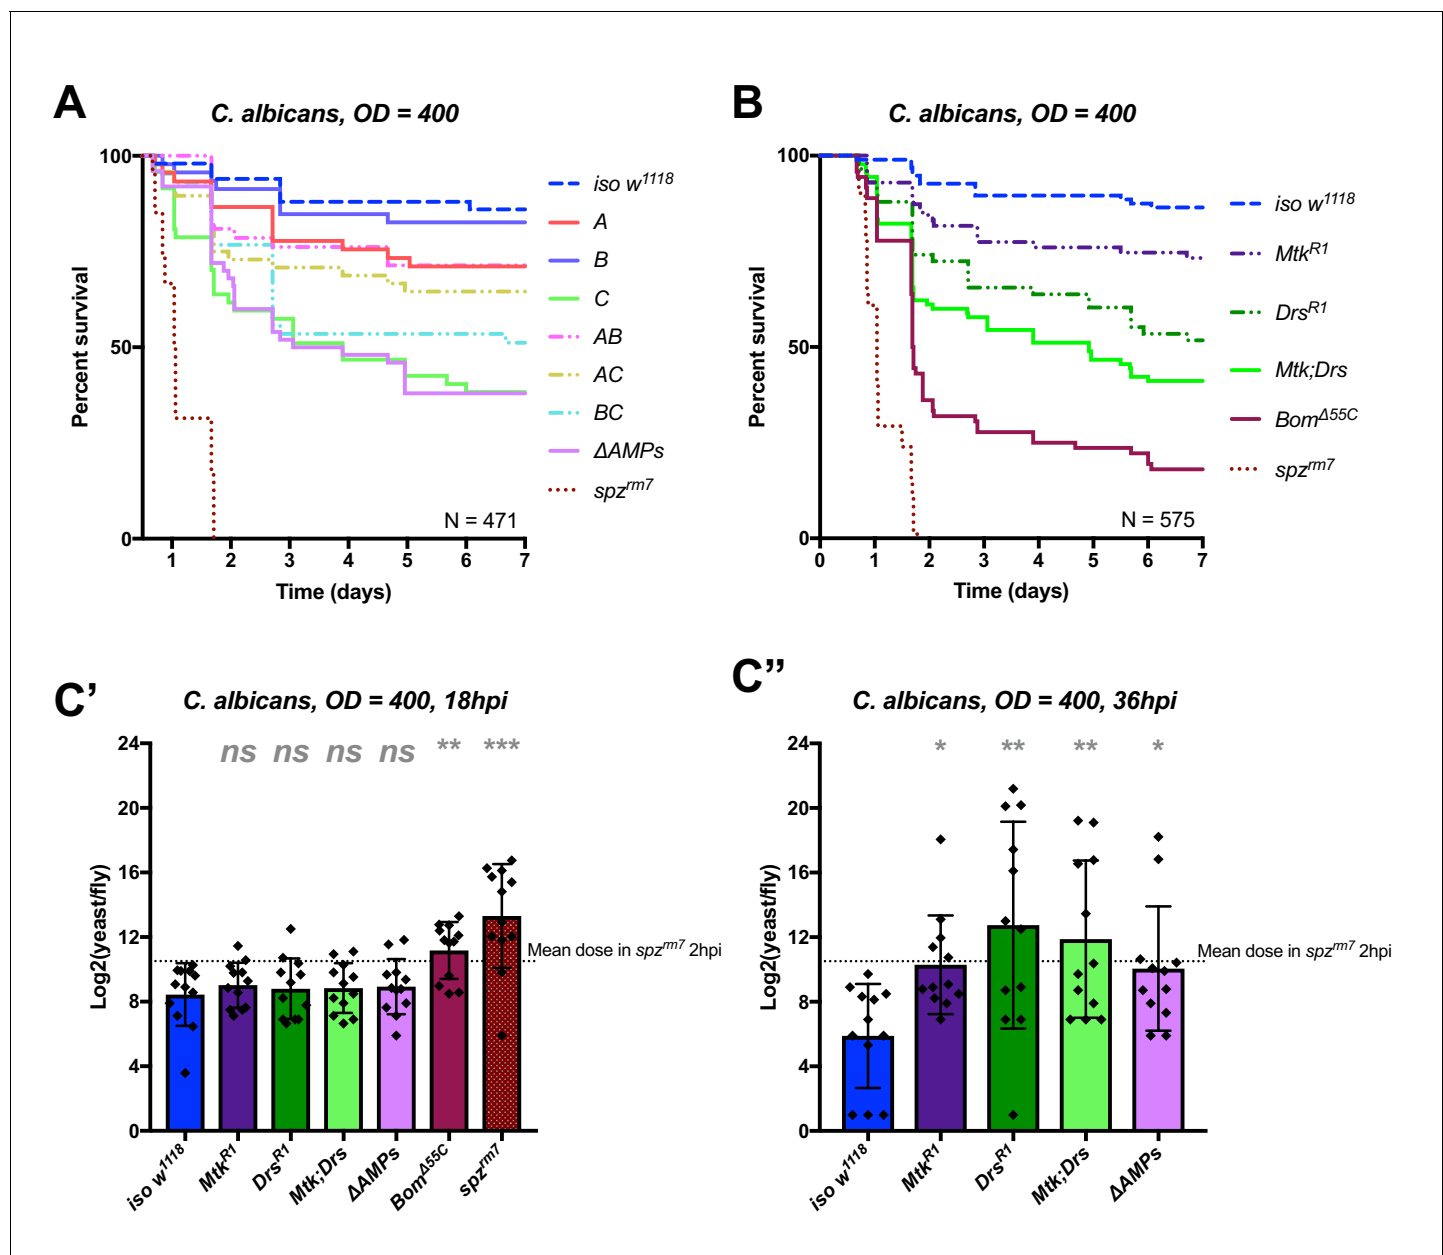 A
C. albicans, OD = 400
Percent survival
100
50
0
1 2 3 4 5 6 7
Time (days)
N = 471
iso w1118
A
B
C
AB
AC
BC
ΔAMPs
spzrm7
B
C. albicans, OD = 400
Percent survival
100
50
0
0 1 2 3 4 5 6 7
Time (days)
N = 575
iso w1118
MtkR1
DrsR1
Mtk;Drs
BomΔ55C
spzrm7
C'
C. albicans, OD = 400, 18hpi
ns ns ns ns ** ***
Log2(yeast/fly)
24
20
16
12
8
4
0
Mean dose in spzrm7 2hpi
iso w1118
MtkR1
DrsR1
Mtk;Drs
ΔAMPs
BomΔ55C
spzrm7
C''
C. albicans, OD = 400, 36hpi
* ** ** *
Log2(yeast/fly)
24
20
16
12
8
4
0
Mean dose in spzrm7 2hpi
iso w1118
MtkR1
DrsR1
Mtk;Drs
ΔAMPs